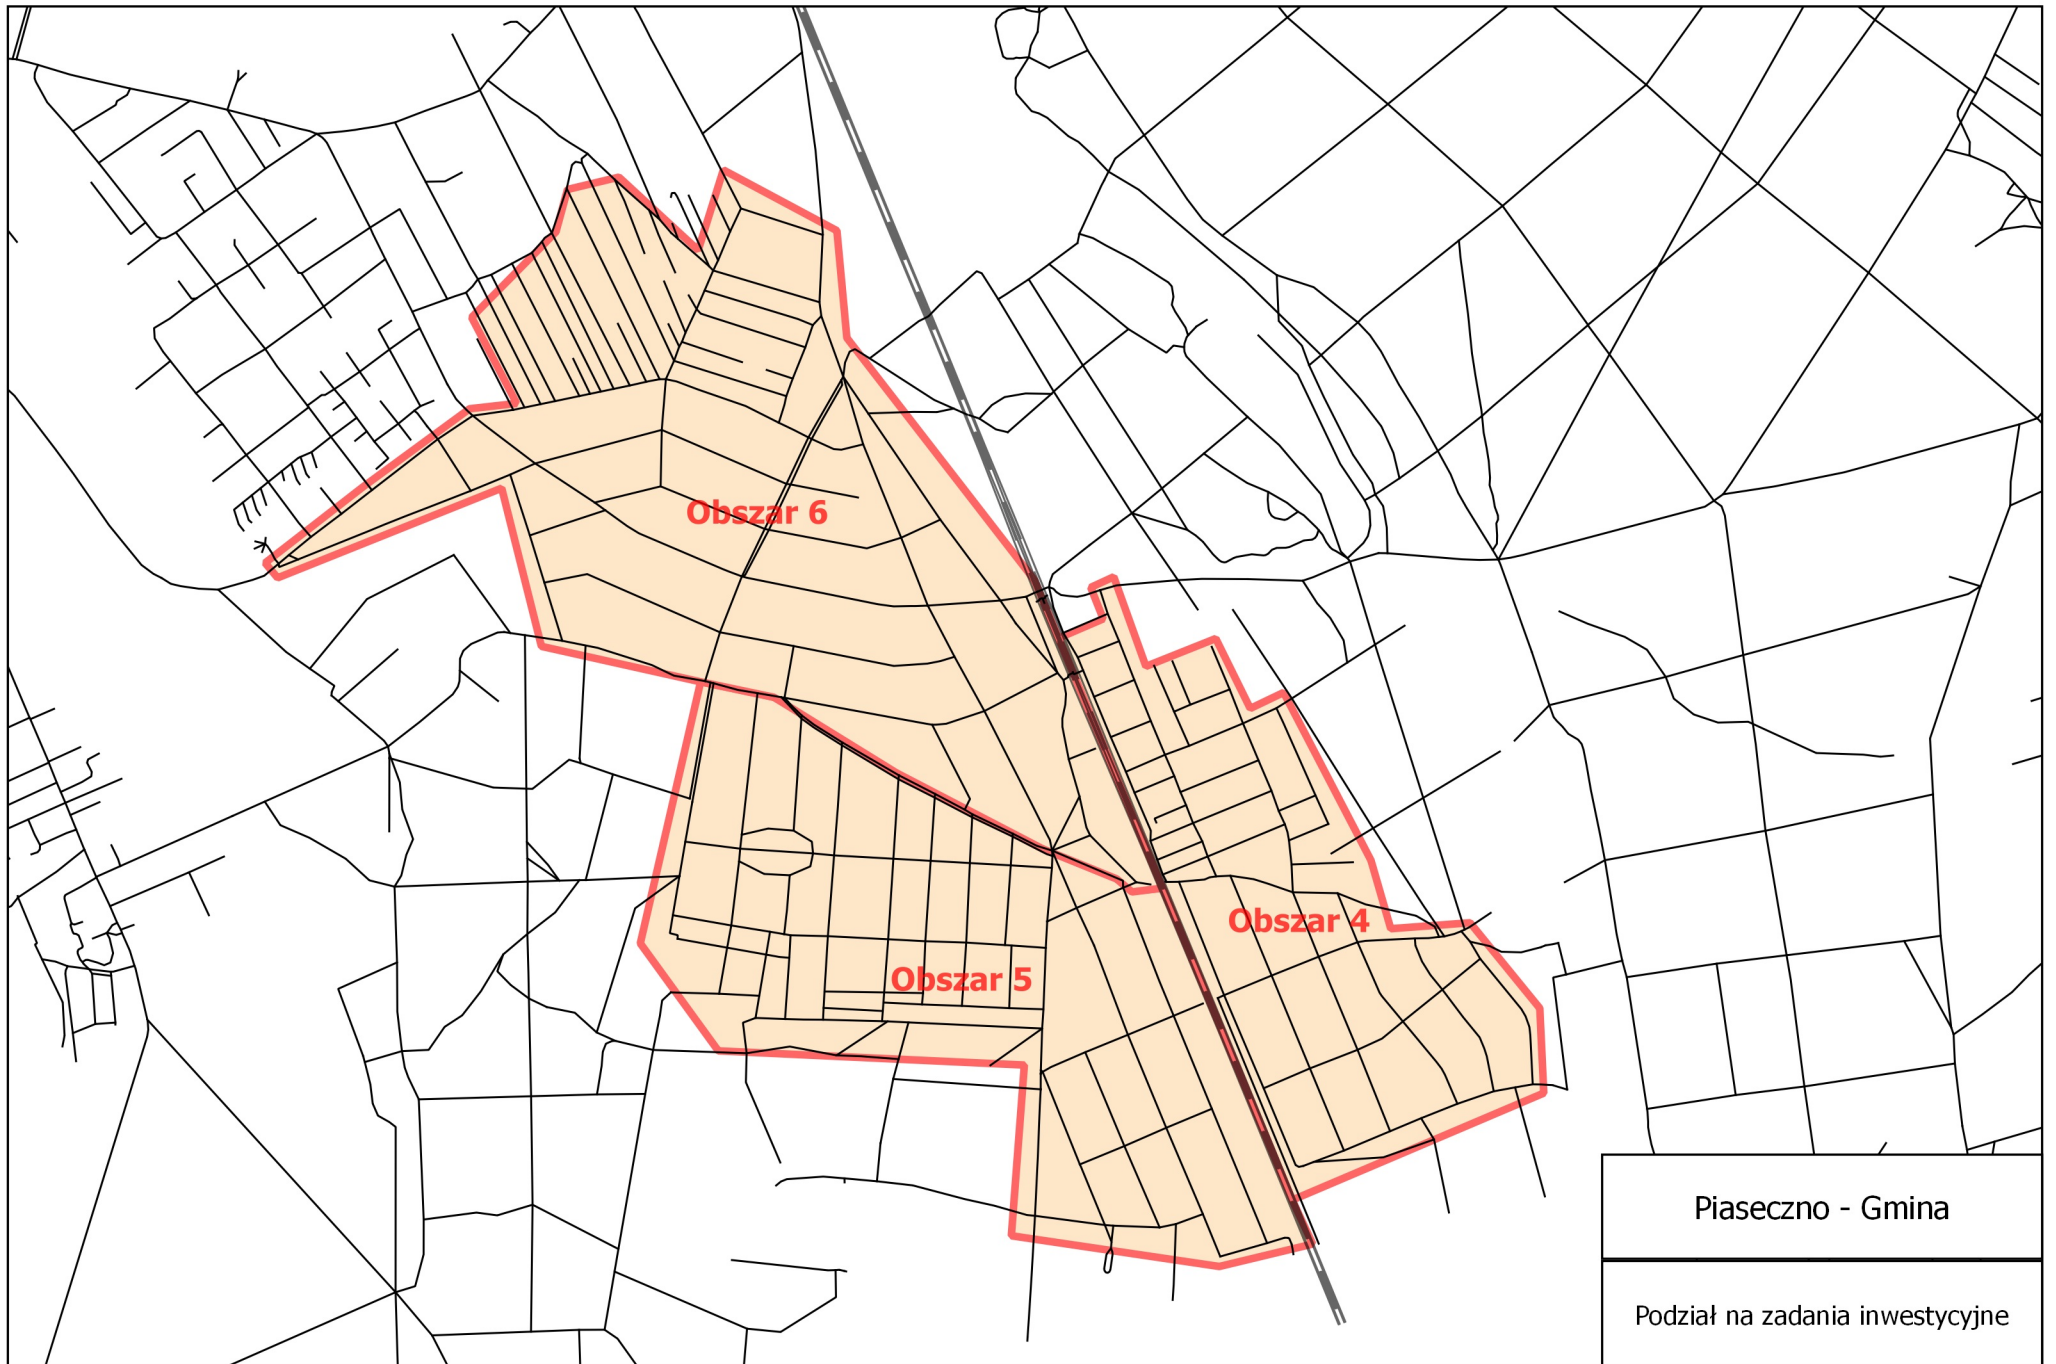 Obszar 6
Obszar 4
Obszar 5
Piaseczno - Gmina
Podział na zadania inwestycyjne